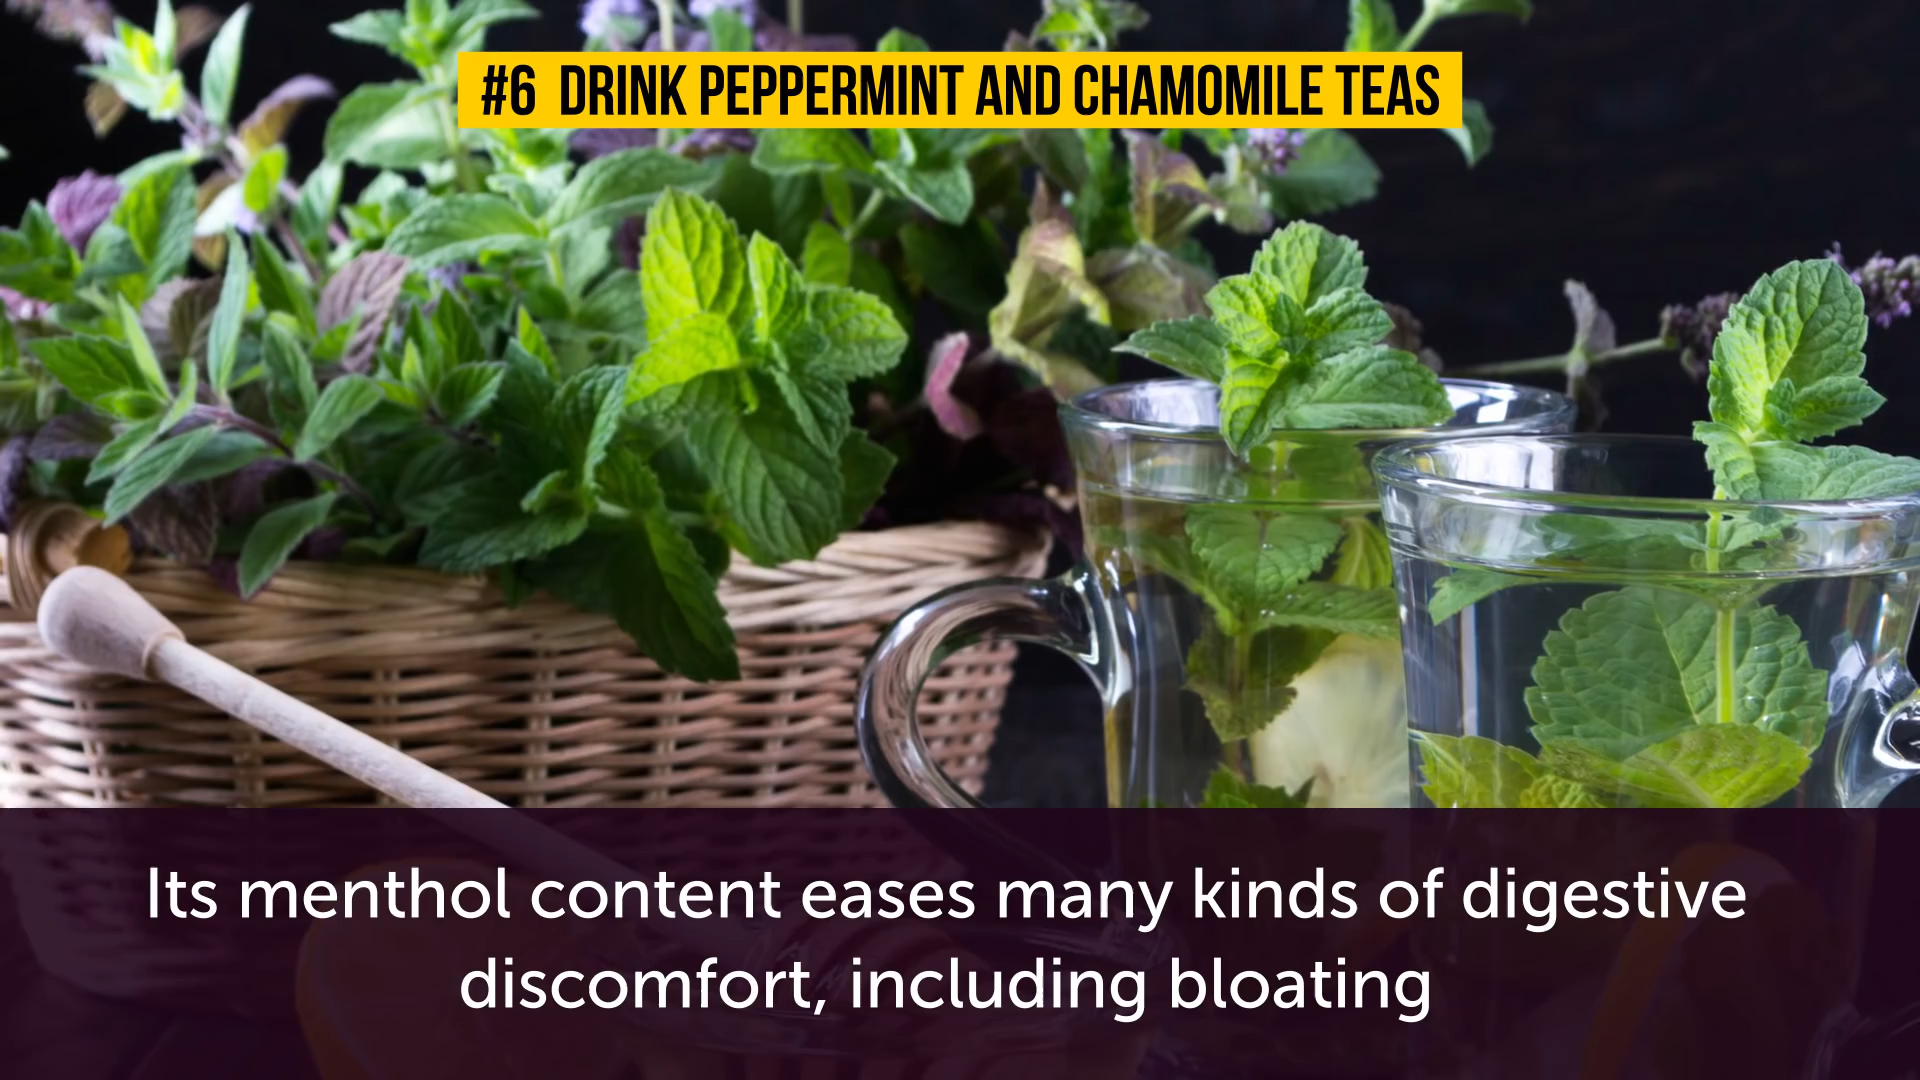 #6 DRINK PEPPERMINT AND CHAMOMILE TEAS
Its menthol content eases many kinds of digestive
discomfort, including bloating